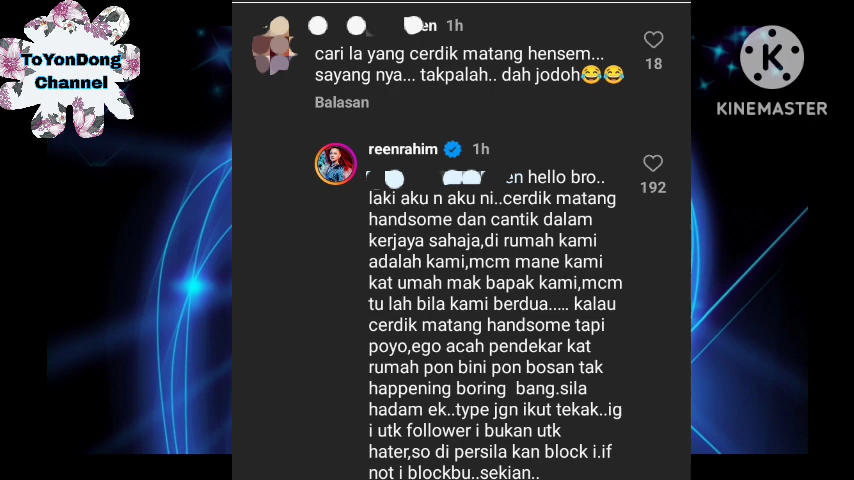 ToYonDong
Channel
en 1h
cari la yang cerdik matang hensem...
sayang nya... takpalah.. dah jodoh😂😂
18
Balasan
reenrahim 1h
en hello bro..
laki aku n aku ni..cerdik matang
handsome dan cantik dalam
kerjaya sahaja,di rumah kami
adalah kami,mcm mane kami
kat umah mak bapak kami,mcm
tu lah bila kami berdua..... kalau
cerdik matang handsome tapi
poyo,ego acah pendekar kat
rumah pon bini pon bosan tak
happening boring bang.sila
hadam ek..type jgn ikut tekak..ig
i utk follower i bukan utk
hater,so di persila kan block i.if
not i blockbu..sekian..
192
K
KINEMASTER